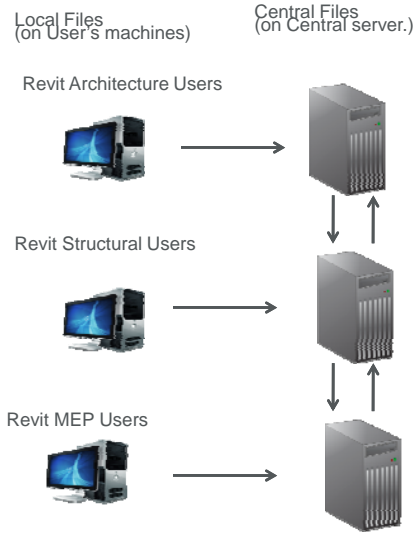 Local Files
(on User's machines)
Central Files
(on Central server.)
Revit Architecture Users
Revit Structural Users
Revit MEP Users